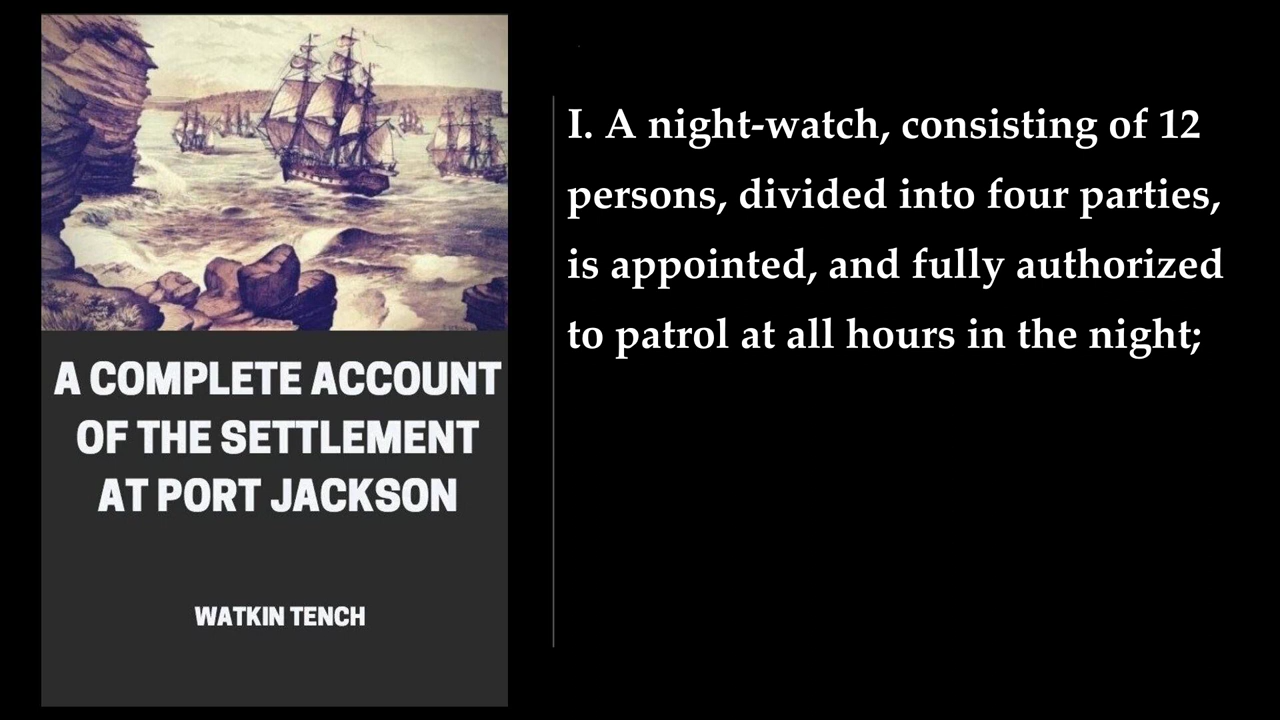 A COMPLETE ACCOUNT
OF THE SETTLEMENT
AT PORT JACKSON
WATKIN TENCH
I. A night-watch, consisting of 12
persons, divided into four parties,
is appointed, and fully authorized
to patrol at all hours in the night;